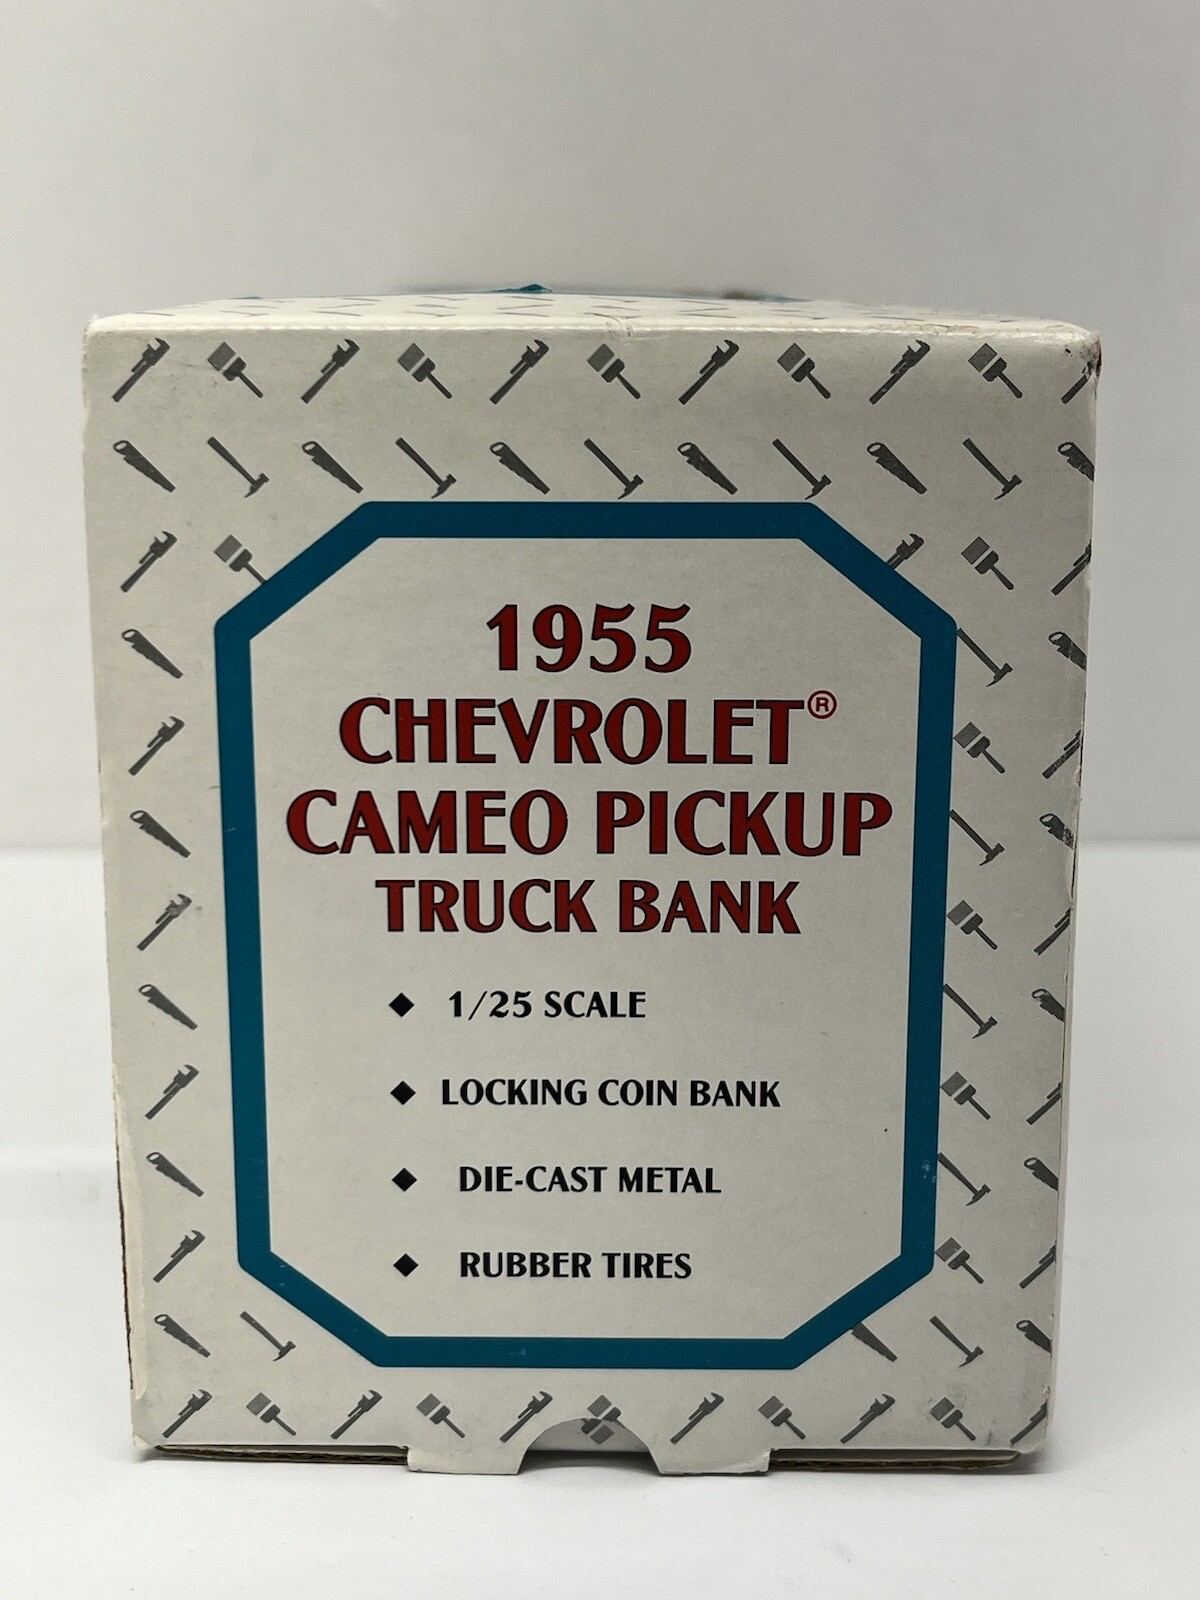 1955
CHEVROLET®
CAMEO PICKUP
TRUCK BANK
◆ 1/25 SCALE
◆ LOCKING COIN BANK
◆ DIE-CAST METAL
◆ RUBBER TIRES